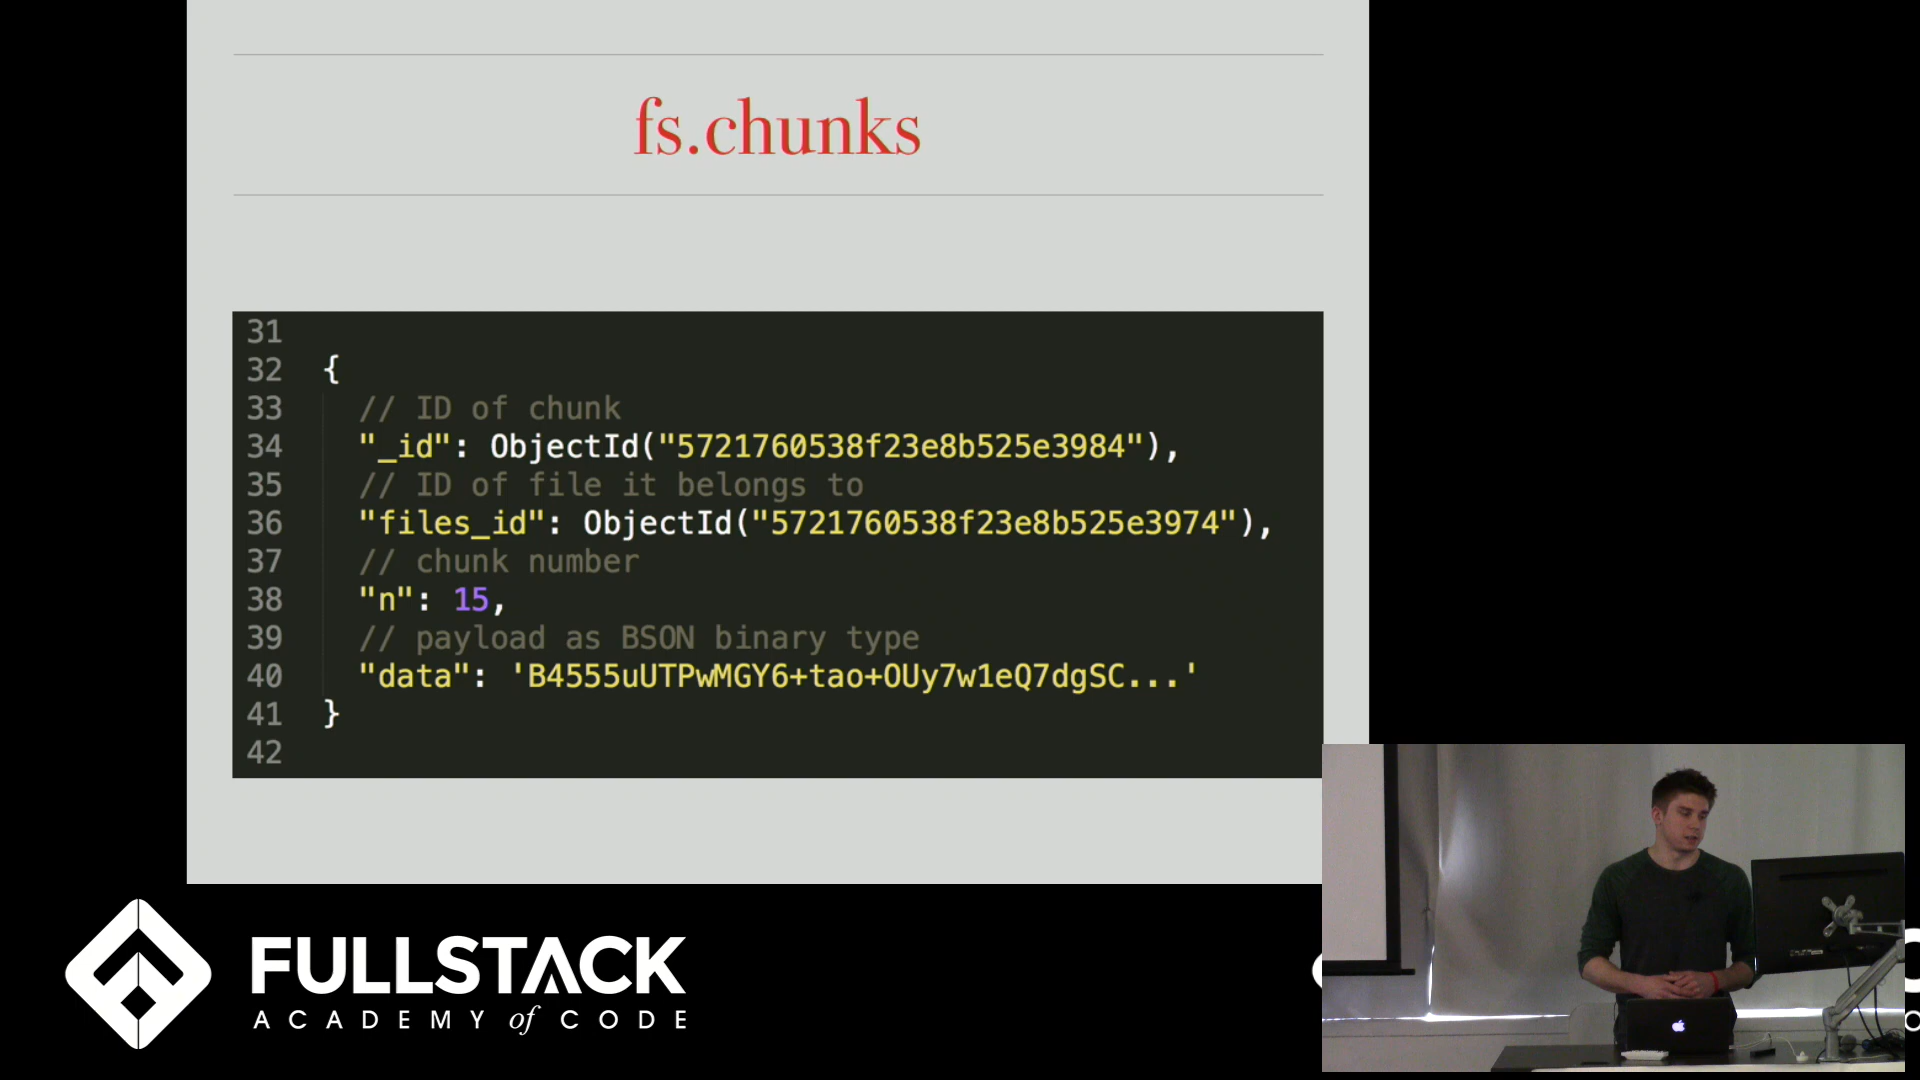 fs.chunks
31
32 {
33 // ID of chunk
34 "_id": ObjectId("5721760538f23e8b525e3984"),
35 // ID of file it belongs to
36 "files_id": ObjectId("5721760538f23e8b525e3974"),
37 // chunk number
38 "n": 15,
39 // payload as BSON binary type
40 "data": 'B4555uUTPwMGY6+tao+OUy7w1eQ7dgSC...'
41 }
42
FULLSTACK
ACADEMY of CODE